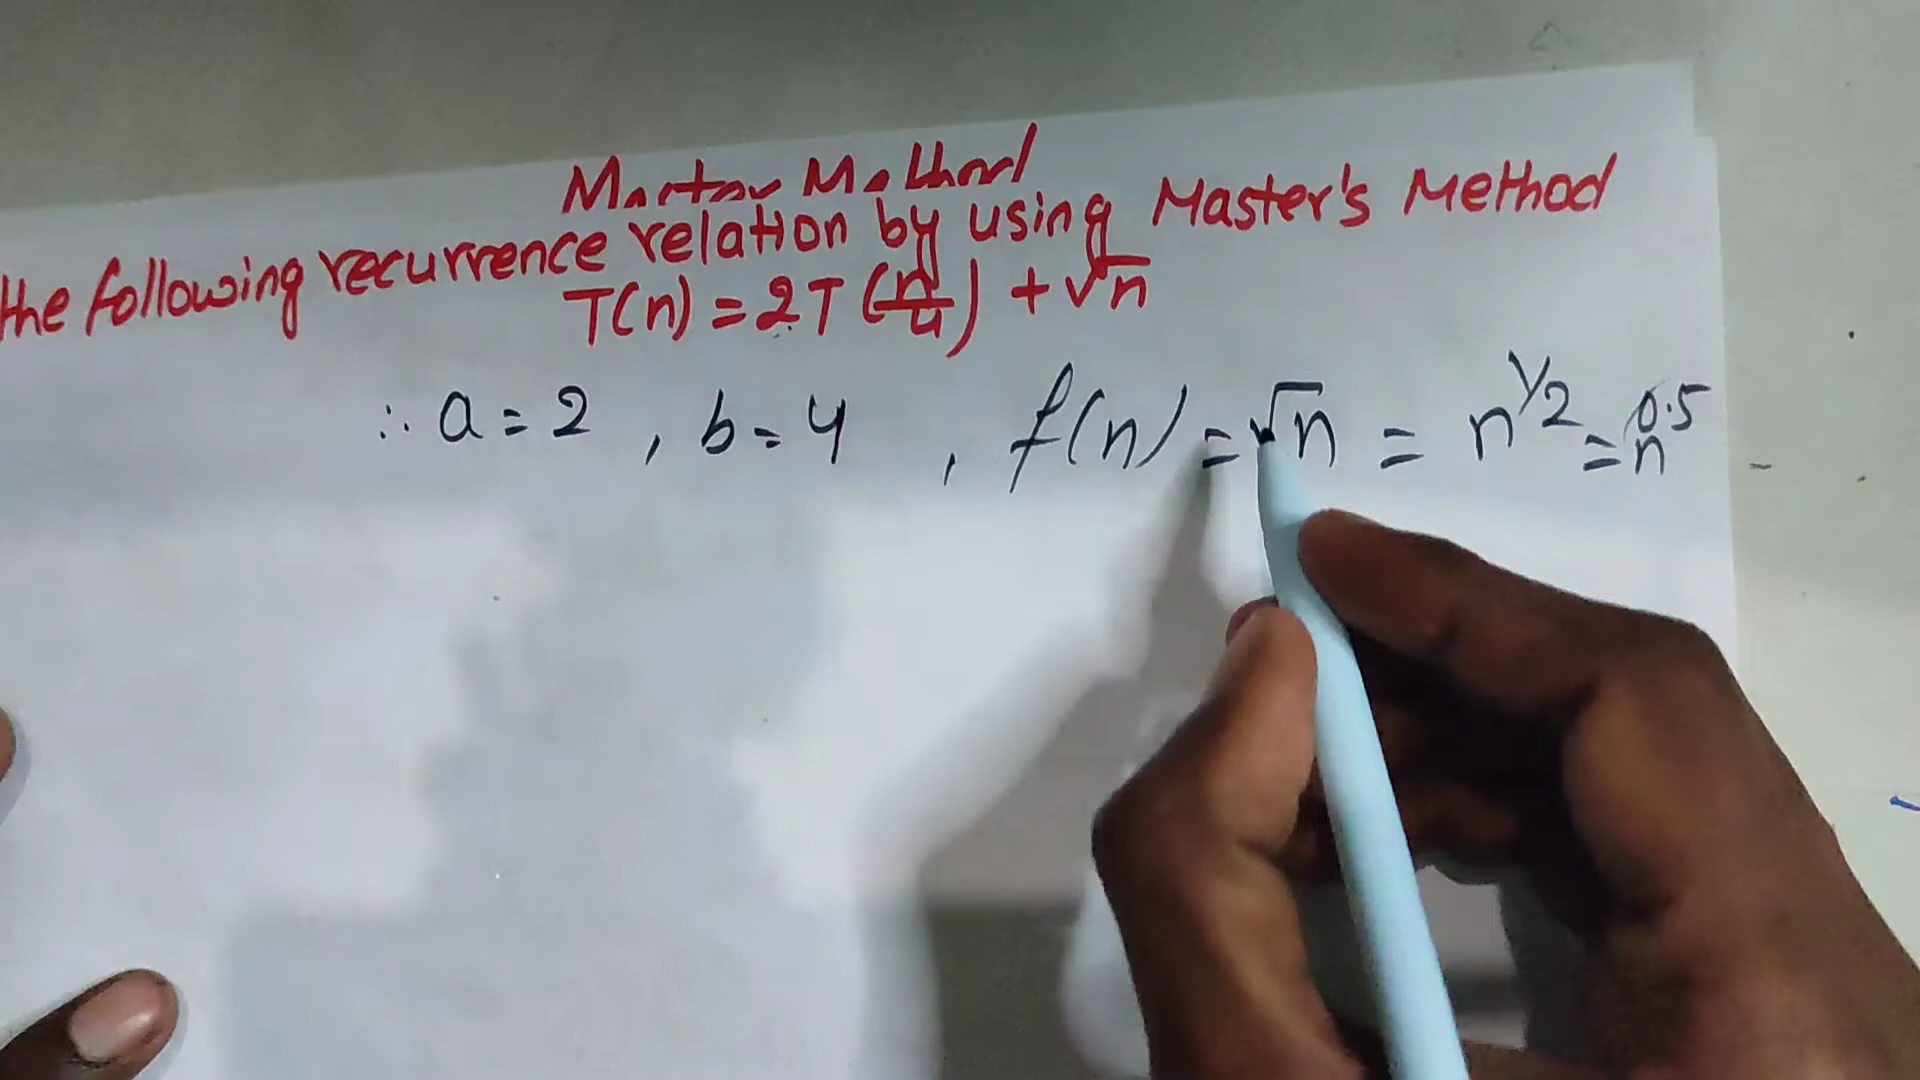 Master Method
the following recurrence relation by using Master's Method
T(n) = 2T(n/4) + √n
∴ a = 2 , b = 4 , f(n) = √n = n^1/2 = n^0.5